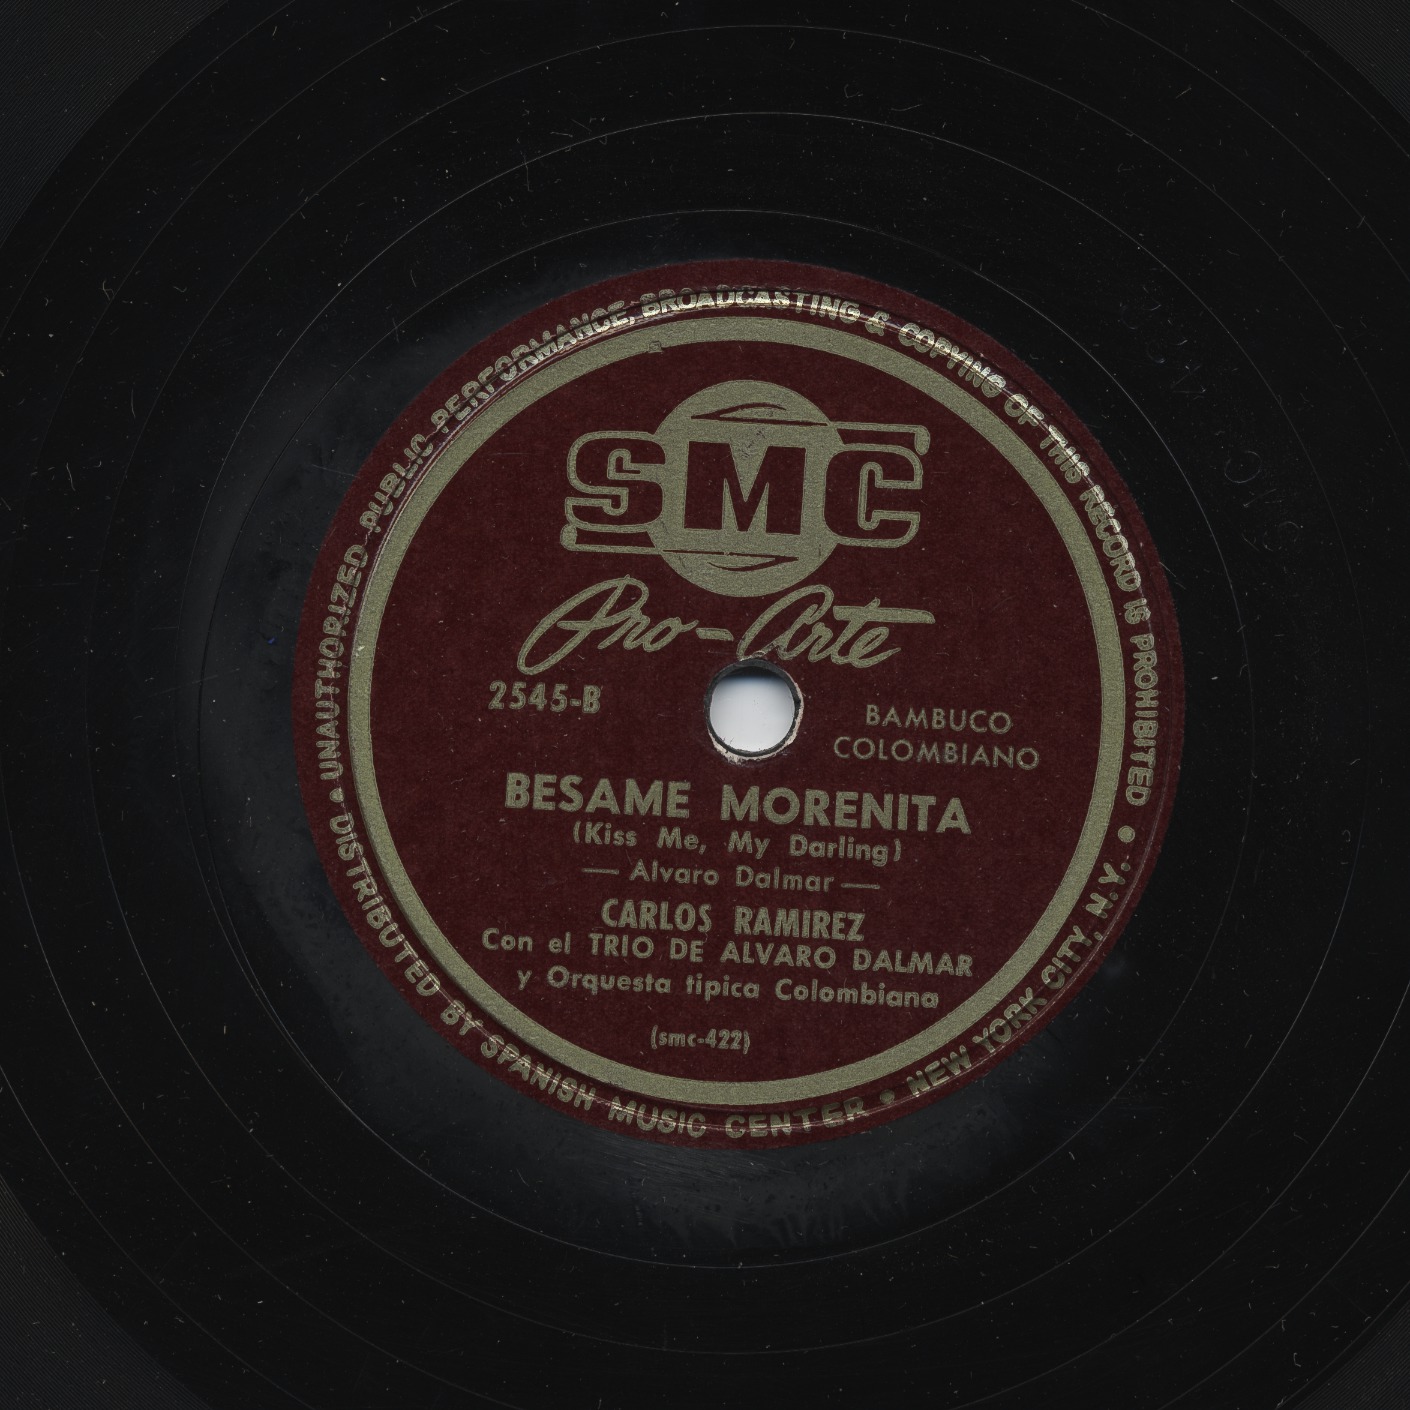 UNAUTHORIZED PUBLIC PERFORMANCE, BROADCASTING & COPYING OF THIS RECORD IS PROHIBITED
SMC
Pro-Arte
2545-B
BAMBUCO
COLOMBIANO
BESAME MORENITA
(Kiss Me, My Darling)
— Alvaro Dalmar —
CARLOS RAMIREZ
Con el TRIO DE ALVARO DALMAR
y Orquesta tipica Colombiana
(smc-422)
• DISTRIBUTED BY SPANISH MUSIC CENTER • NEW YORK CITY, N.Y. •